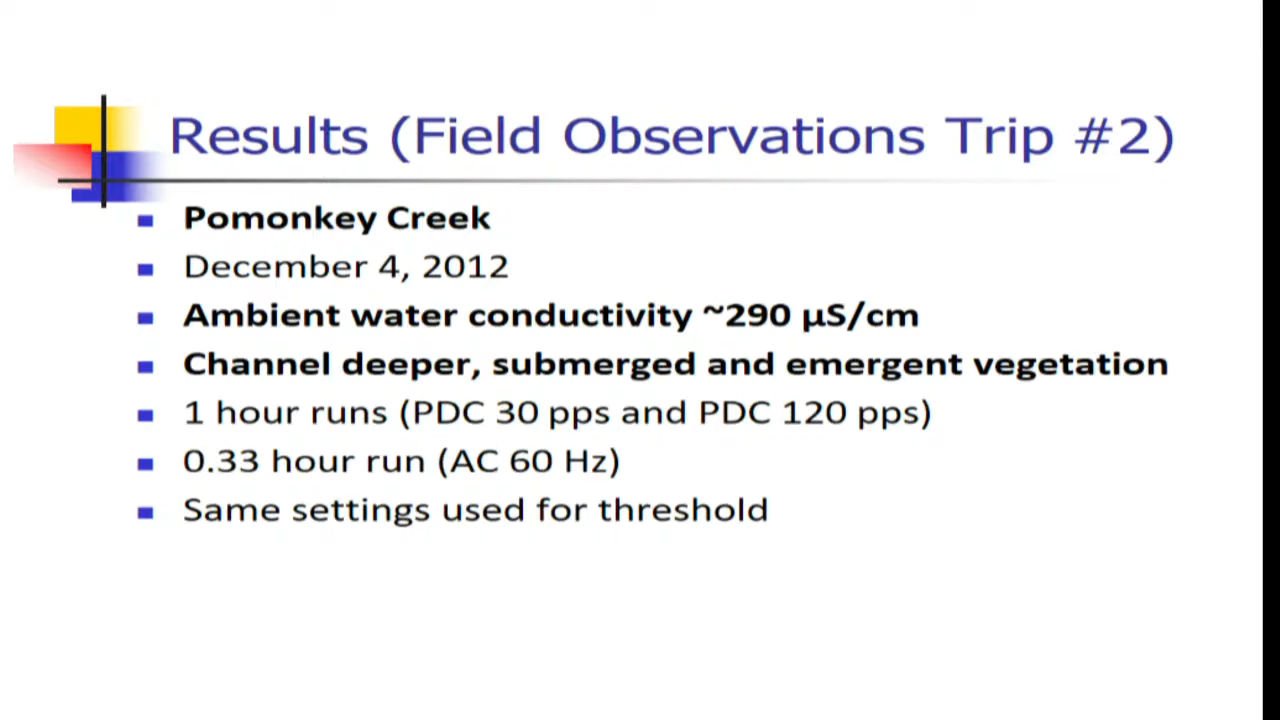 Results (Field Observations Trip #2)
Pomonkey Creek
December 4, 2012
Ambient water conductivity ~290 µS/cm
Channel deeper, submerged and emergent vegetation
1 hour runs (PDC 30 pps and PDC 120 pps)
0.33 hour run (AC 60 Hz)
Same settings used for threshold